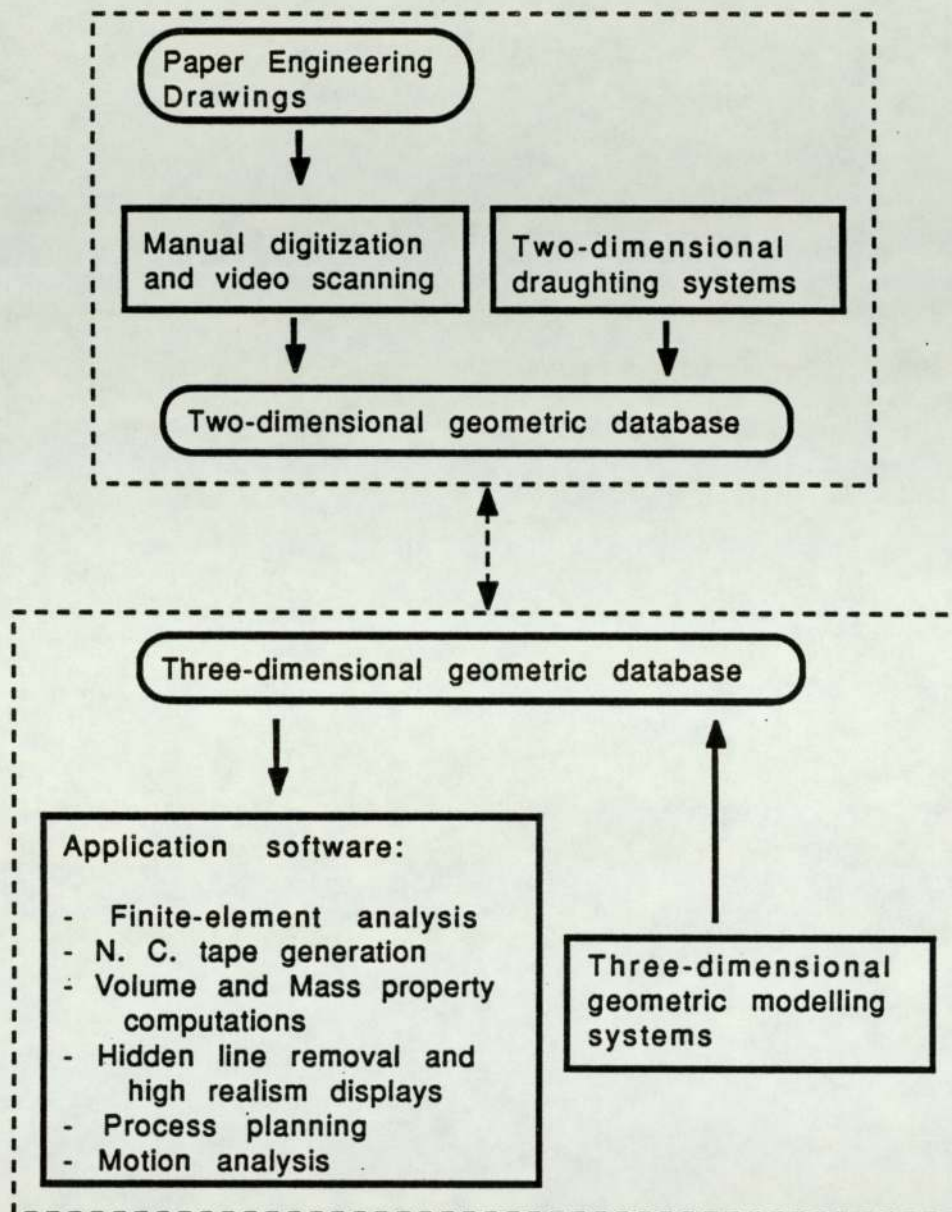 Paper Engineering
Drawings
Manual digitization
and video scanning
Two-dimensional
draughting systems
Two-dimensional geometric database
Three-dimensional geometric database
Application software:
- Finite-element analysis
- N. C. tape generation
- Volume and Mass property
computations
- Hidden line removal and
high realism displays
- Process planning
- Motion analysis
Three-dimensional
geometric modelling
systems